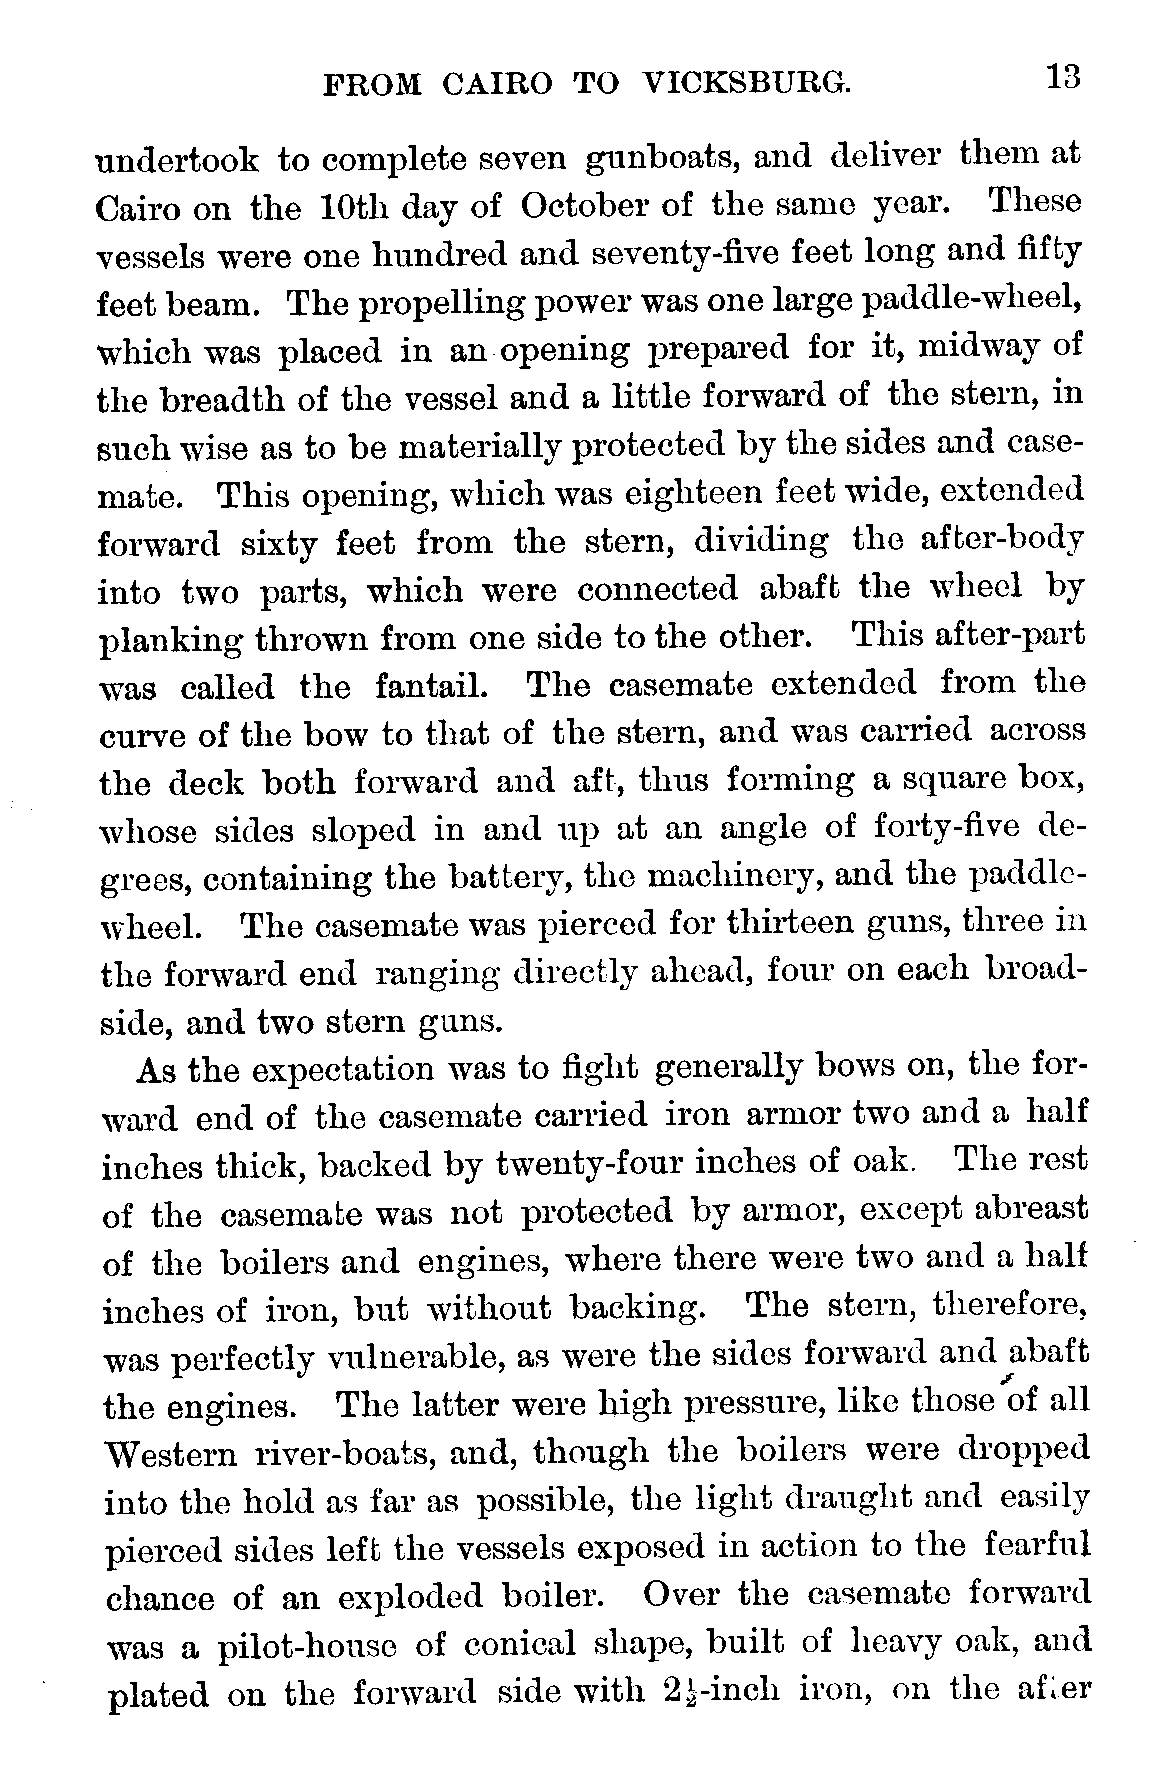 FROM CAIRO TO VICKSBURG. 13
undertook to complete seven gunboats, and deliver them at
Cairo on the 10th day of October of the same year. These
vessels were one hundred and seventy-five feet long and fifty
feet beam. The propelling power was one large paddle-wheel,
which was placed in an opening prepared for it, midway of
the breadth of the vessel and a little forward of the stern, in
such wise as to be materially protected by the sides and case-
mate. This opening, which was eighteen feet wide, extended
forward sixty feet from the stern, dividing the after-body
into two parts, which were connected abaft the wheel by
planking thrown from one side to the other. This after-part
was called the fantail. The casemate extended from the
curve of the bow to that of the stern, and was carried across
the deck both forward and aft, thus forming a square box,
whose sides sloped in and up at an angle of forty-five de-
grees, containing the battery, the machinery, and the paddle-
wheel. The casemate was pierced for thirteen guns, three in
the forward end ranging directly ahead, four on each broad-
side, and two stern guns.
As the expectation was to fight generally bows on, the for-
ward end of the casemate carried iron armor two and a half
inches thick, backed by twenty-four inches of oak. The rest
of the casemate was not protected by armor, except abreast
of the boilers and engines, where there were two and a half
inches of iron, but without backing. The stern, therefore,
was perfectly vulnerable, as were the sides forward and abaft
the engines. The latter were high pressure, like those of all
Western river-boats, and, though the boilers were dropped
into the hold as far as possible, the light draught and easily
pierced sides left the vessels exposed in action to the fearful
chance of an exploded boiler. Over the casemate forward
was a pilot-house of conical shape, built of heavy oak, and
plated on the forward side with 2½-inch iron, on the after